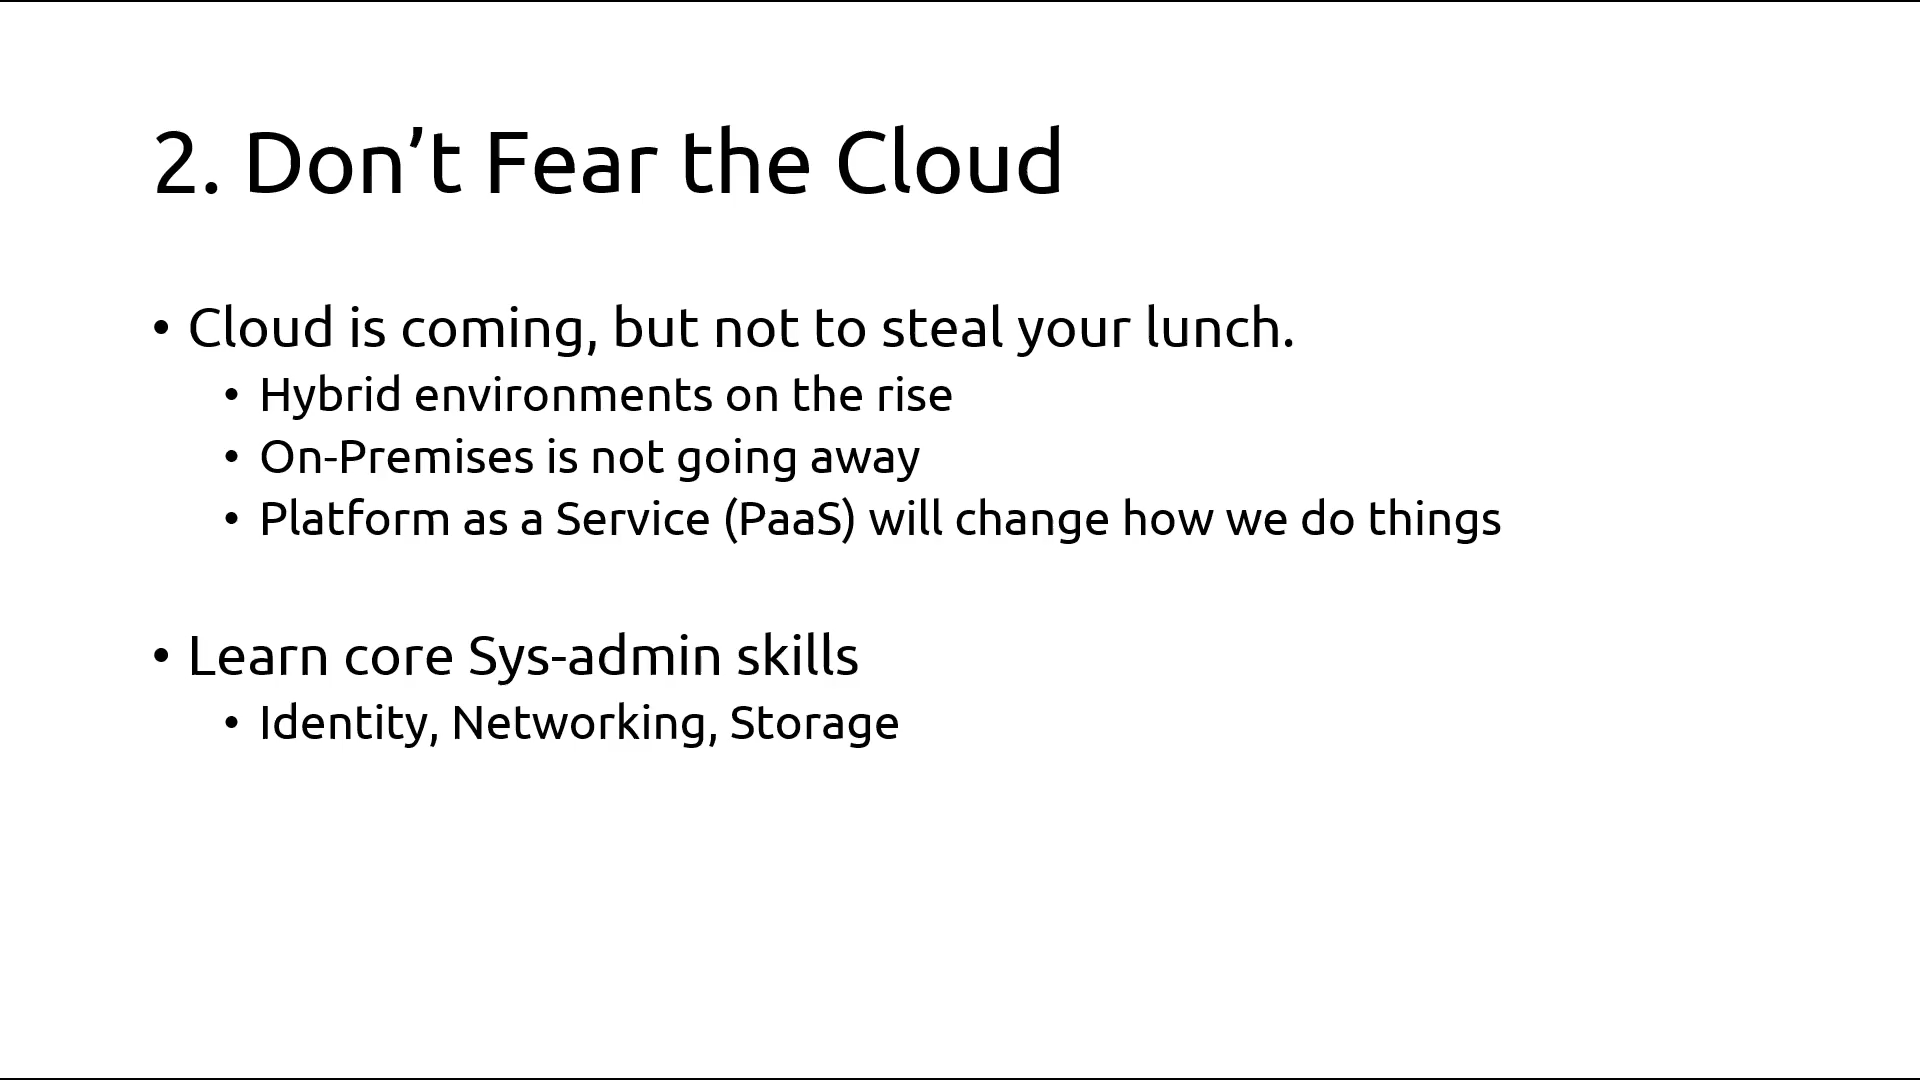 2. Don’t Fear the Cloud
• Cloud is coming, but not to steal your lunch.
• Hybrid environments on the rise
• On-Premises is not going away
• Platform as a Service (PaaS) will change how we do things
• Learn core Sys-admin skills
• Identity, Networking, Storage